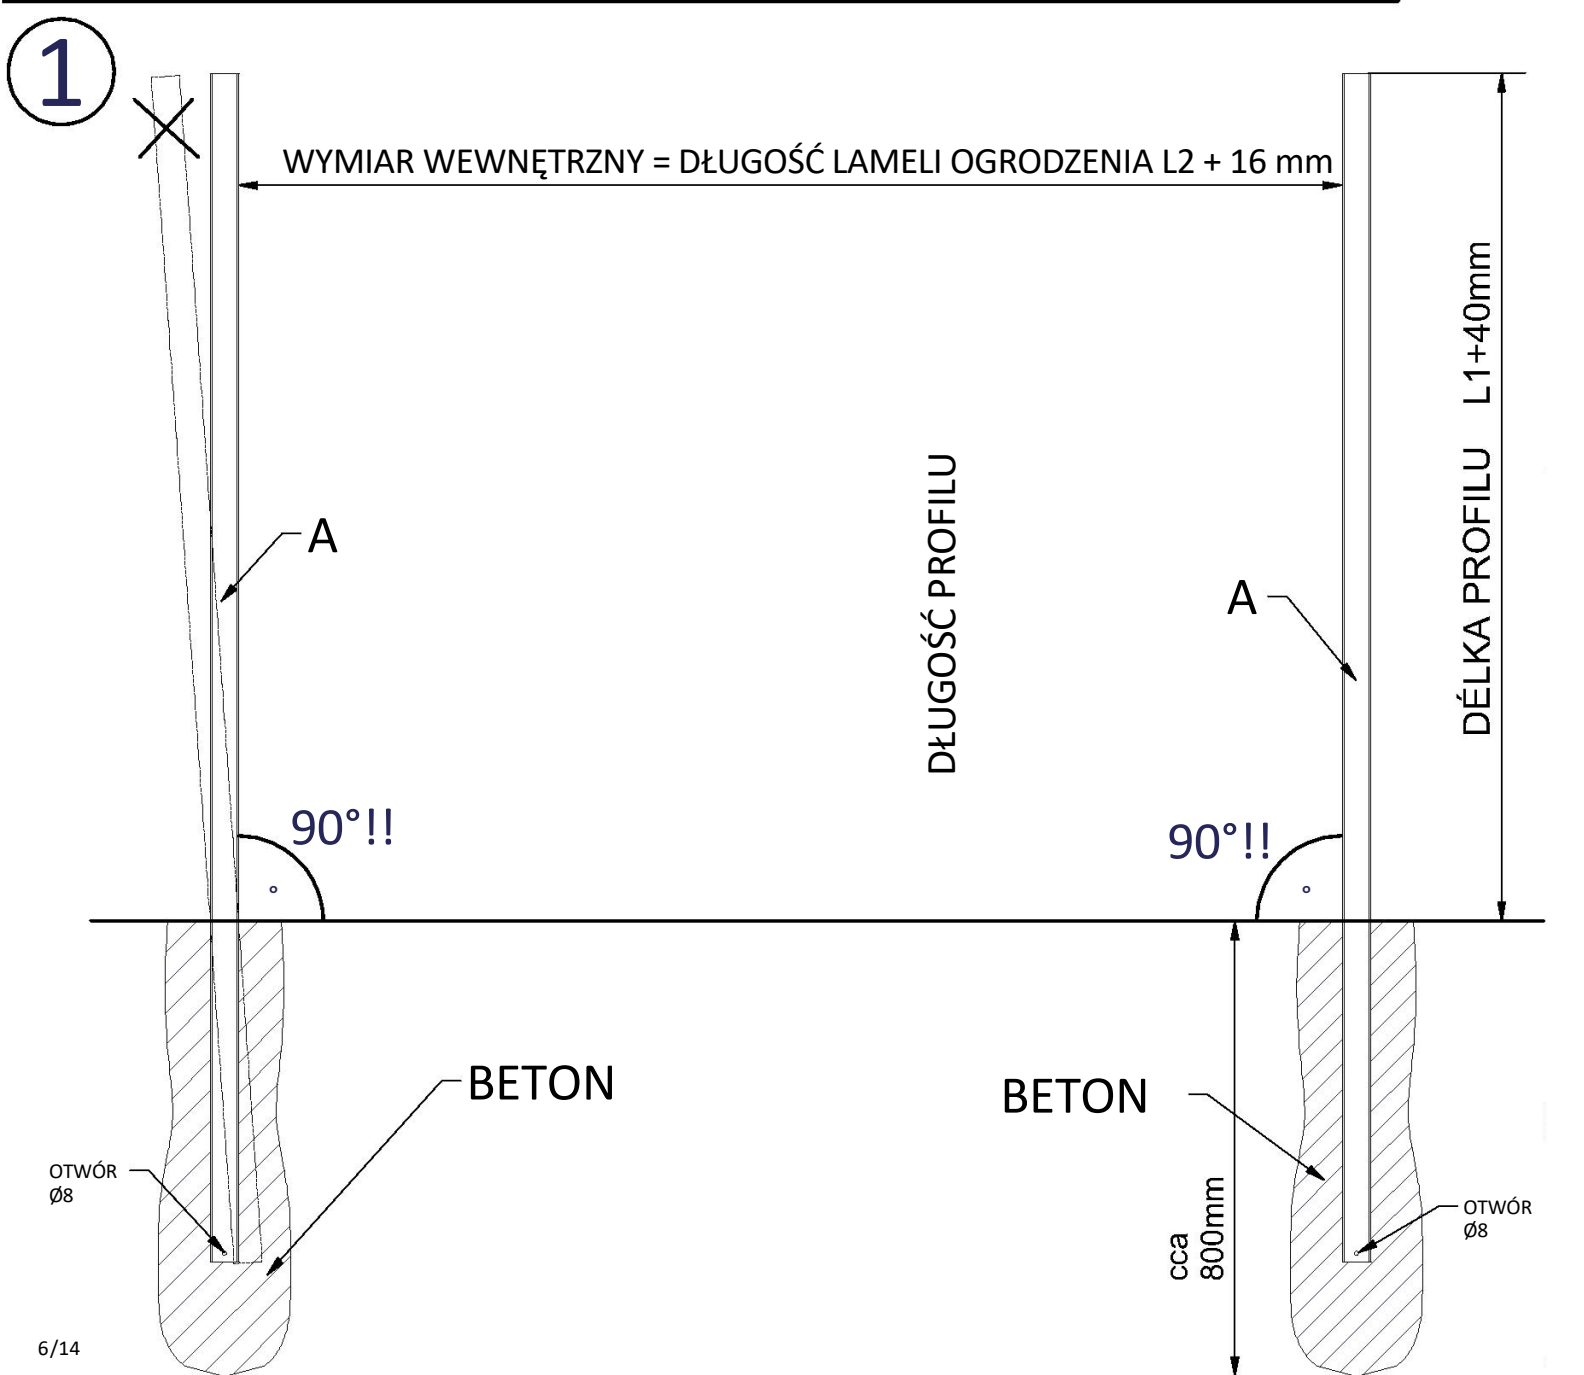 1
WYMIAR WEWNĘTRZNY = DŁUGOŚĆ LAMELI OGRODZENIA L2 + 16 mm
DÉLKA PROFILU L1+40mm
DŁUGOŚĆ PROFILU
A
A
90°!!
90°!!
BETON
BETON
OTWÓR
Ø8
cca
800mm
OTWÓR
Ø8
6/14